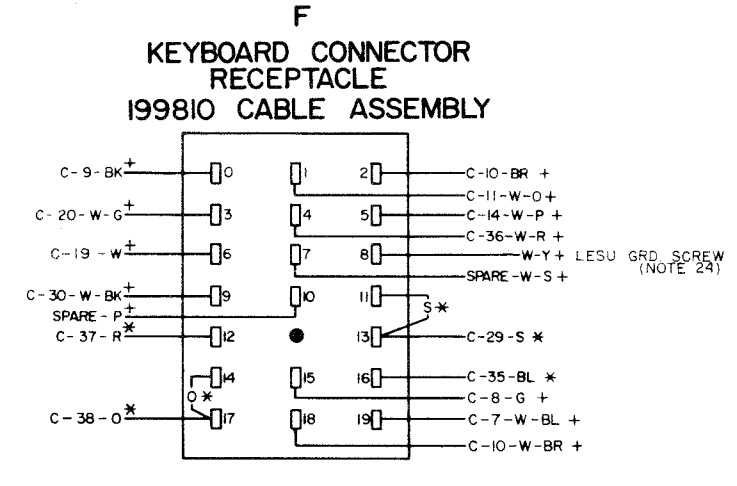 F
KEYBOARD CONNECTOR
RECEPTACLE
199810 CABLE ASSEMBLY
C-9-BK+ 0 1 2 C-10-BR +
C-11-W-O+
C-20-W-G+ 3 4 5 C-14-W-P +
C-36-W-R +
C-19-W+ 6 7 8 W-Y+ LESU GRD. SCREW
(NOTE 24)
SPARE-W-S +
C-30-W-BK+ 9 10 11
S*
SPARE-P+
C-37-R* 12 13 C-29-S *
14 15 16 C-35-BL *
O*
C-8-G +
C-38-O* 17 18 19 C-7-W-BL +
C-10-W-BR +